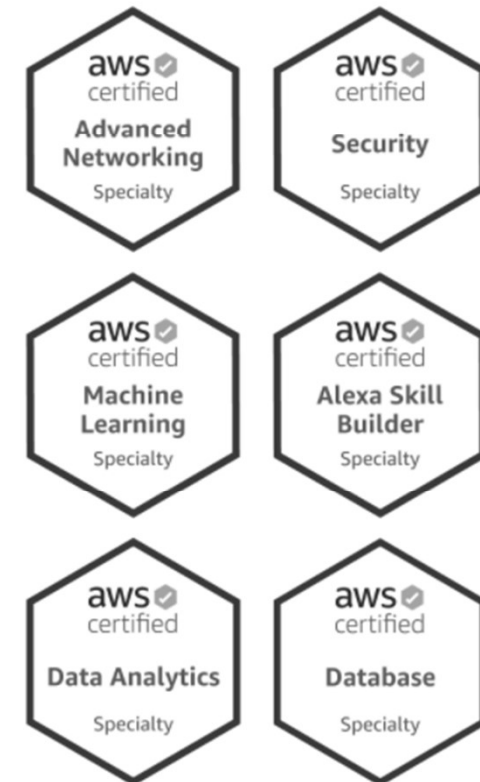 aws
certified
Advanced
Networking
Specialty
aws
certified
Security
Specialty
aws
certified
Machine
Learning
Specialty
aws
certified
Alexa Skill
Builder
Specialty
aws
certified
Data Analytics
Specialty
aws
certified
Database
Specialty